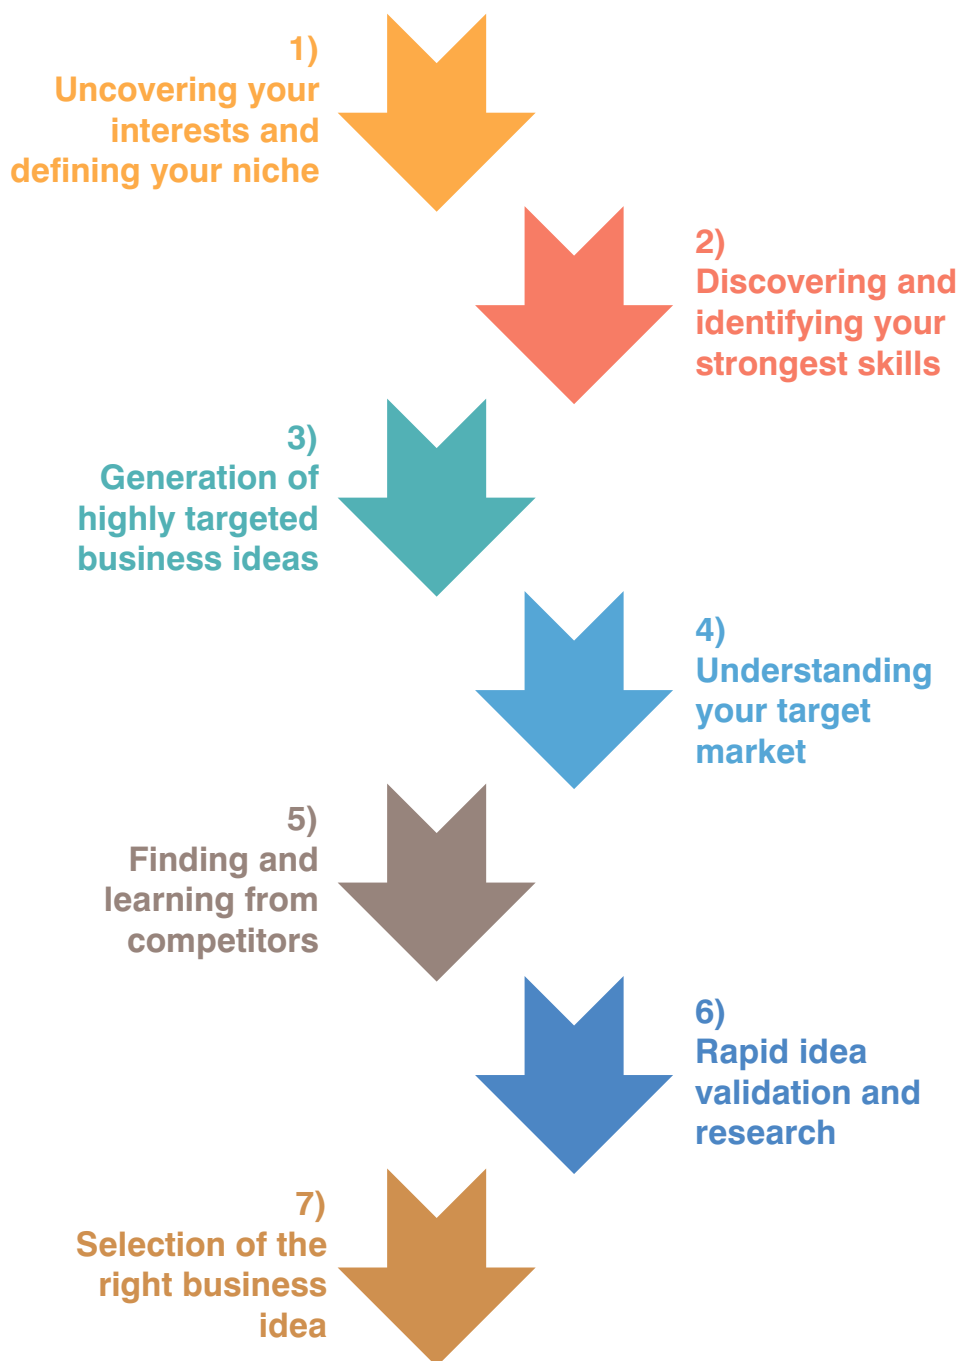 1)
Uncovering your
interests and
defining your niche
2)
Discovering and
identifying your
strongest skills
3)
Generation of
highly targeted
business ideas
4)
Understanding
your target
market
5)
Finding and
learning from
competitors
6)
Rapid idea
validation and
research
7)
Selection of the
right business
idea